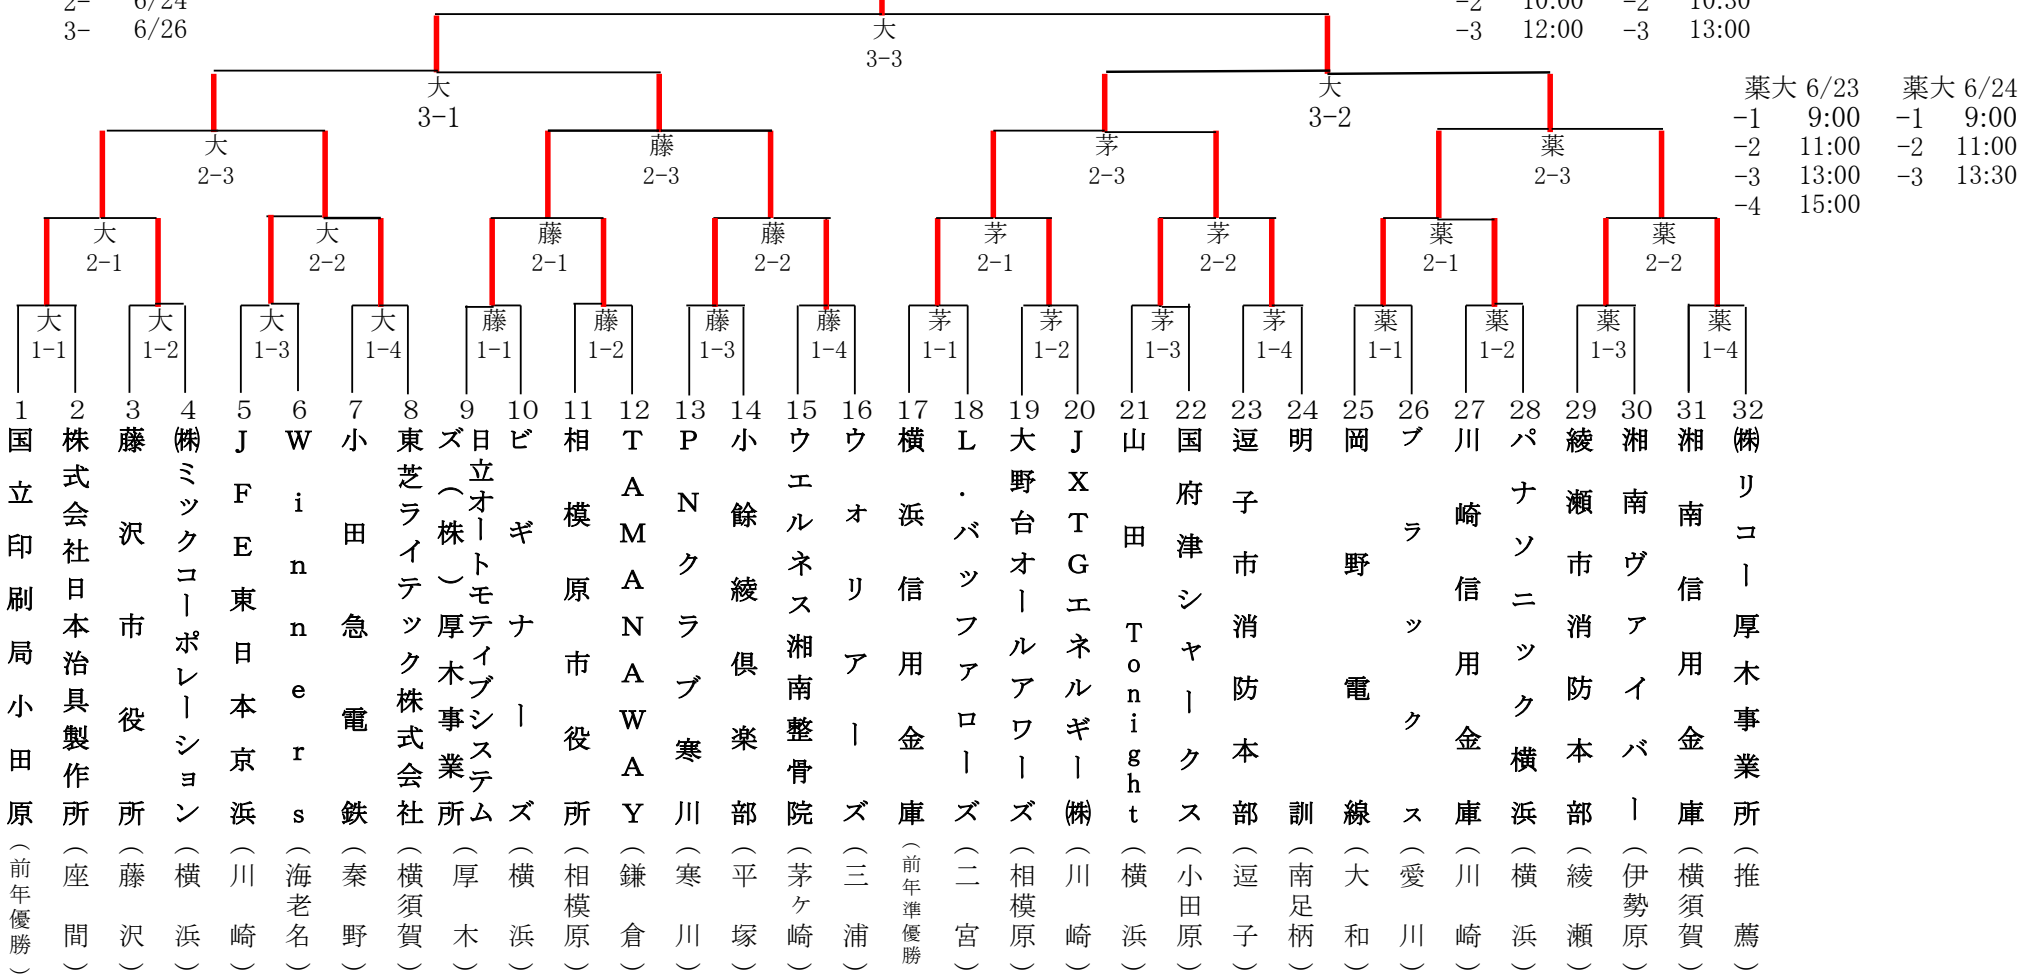 2- 6/24
3- 6/26
-2 10:00 -2 10:30
-3 12:00 -3 13:00
大
3-3
大
3-1
大
3-2
薬大 6/23 薬大 6/24
-1 9:00 -1 9:00
-2 11:00 -2 11:00
-3 13:00 -3 13:30
-4 15:00
大 藤 茅 薬
2-3 2-3 2-3 2-3
大 大 藤 藤 茅 茅 薬 薬
2-1 2-2 2-1 2-2 2-1 2-2 2-1 2-2
大 大 大 大 藤 藤 藤 藤 茅 茅 茅 茅 薬 薬 薬 薬
1-1 1-2 1-3 1-4 1-1 1-2 1-3 1-4 1-1 1-2 1-3 1-4 1-1 1-2 1-3 1-4
1 国立印刷局小田原(前年優勝)
2 株式会社日本治具製作所(座間)
3 藤沢市役所(藤沢)
4 ㈱ミックコーポレーション(横浜)
5 JFE東日本京浜(川崎)
6 Winners(海老名)
7 小田急電鉄(秦野)
8 東芝ライテック株式会社(横須賀)
9 日立オートモティブシステムズ(株)厚木事業所(厚木)
10 ビギナーズ(横浜)
11 相模原市役所(相模原)
12 TAMANAWAY(鎌倉)
13 PNクラブ寒川(寒川)
14 小餘綾倶楽部(平塚)
15 ウエルネス湘南整骨院(茅ケ崎)
16 ウオリアーズ(三浦)
17 横浜信用金庫(前年準優勝
18 L.バッファローズ(二宮)
19 大野台オールアワーズ(相模原)
20 JXTGエネルギー㈱(川崎)
21 山田Tonight(横浜)
22 国府津シャークス(小田原)
23 逗子市消防本部(逗子)
24 明訓(南足柄)
25 岡野電線(大和)
26 ブラックス(愛川)
27 川崎信用金庫(川崎)
28 パナソニック横浜(横浜)
29 綾瀬市消防本部(綾瀬)
30 湘南ヴァイバー(伊勢原)
31 湘南信用金庫(横須賀)
32 ㈱リコー厚木事業所(推薦)